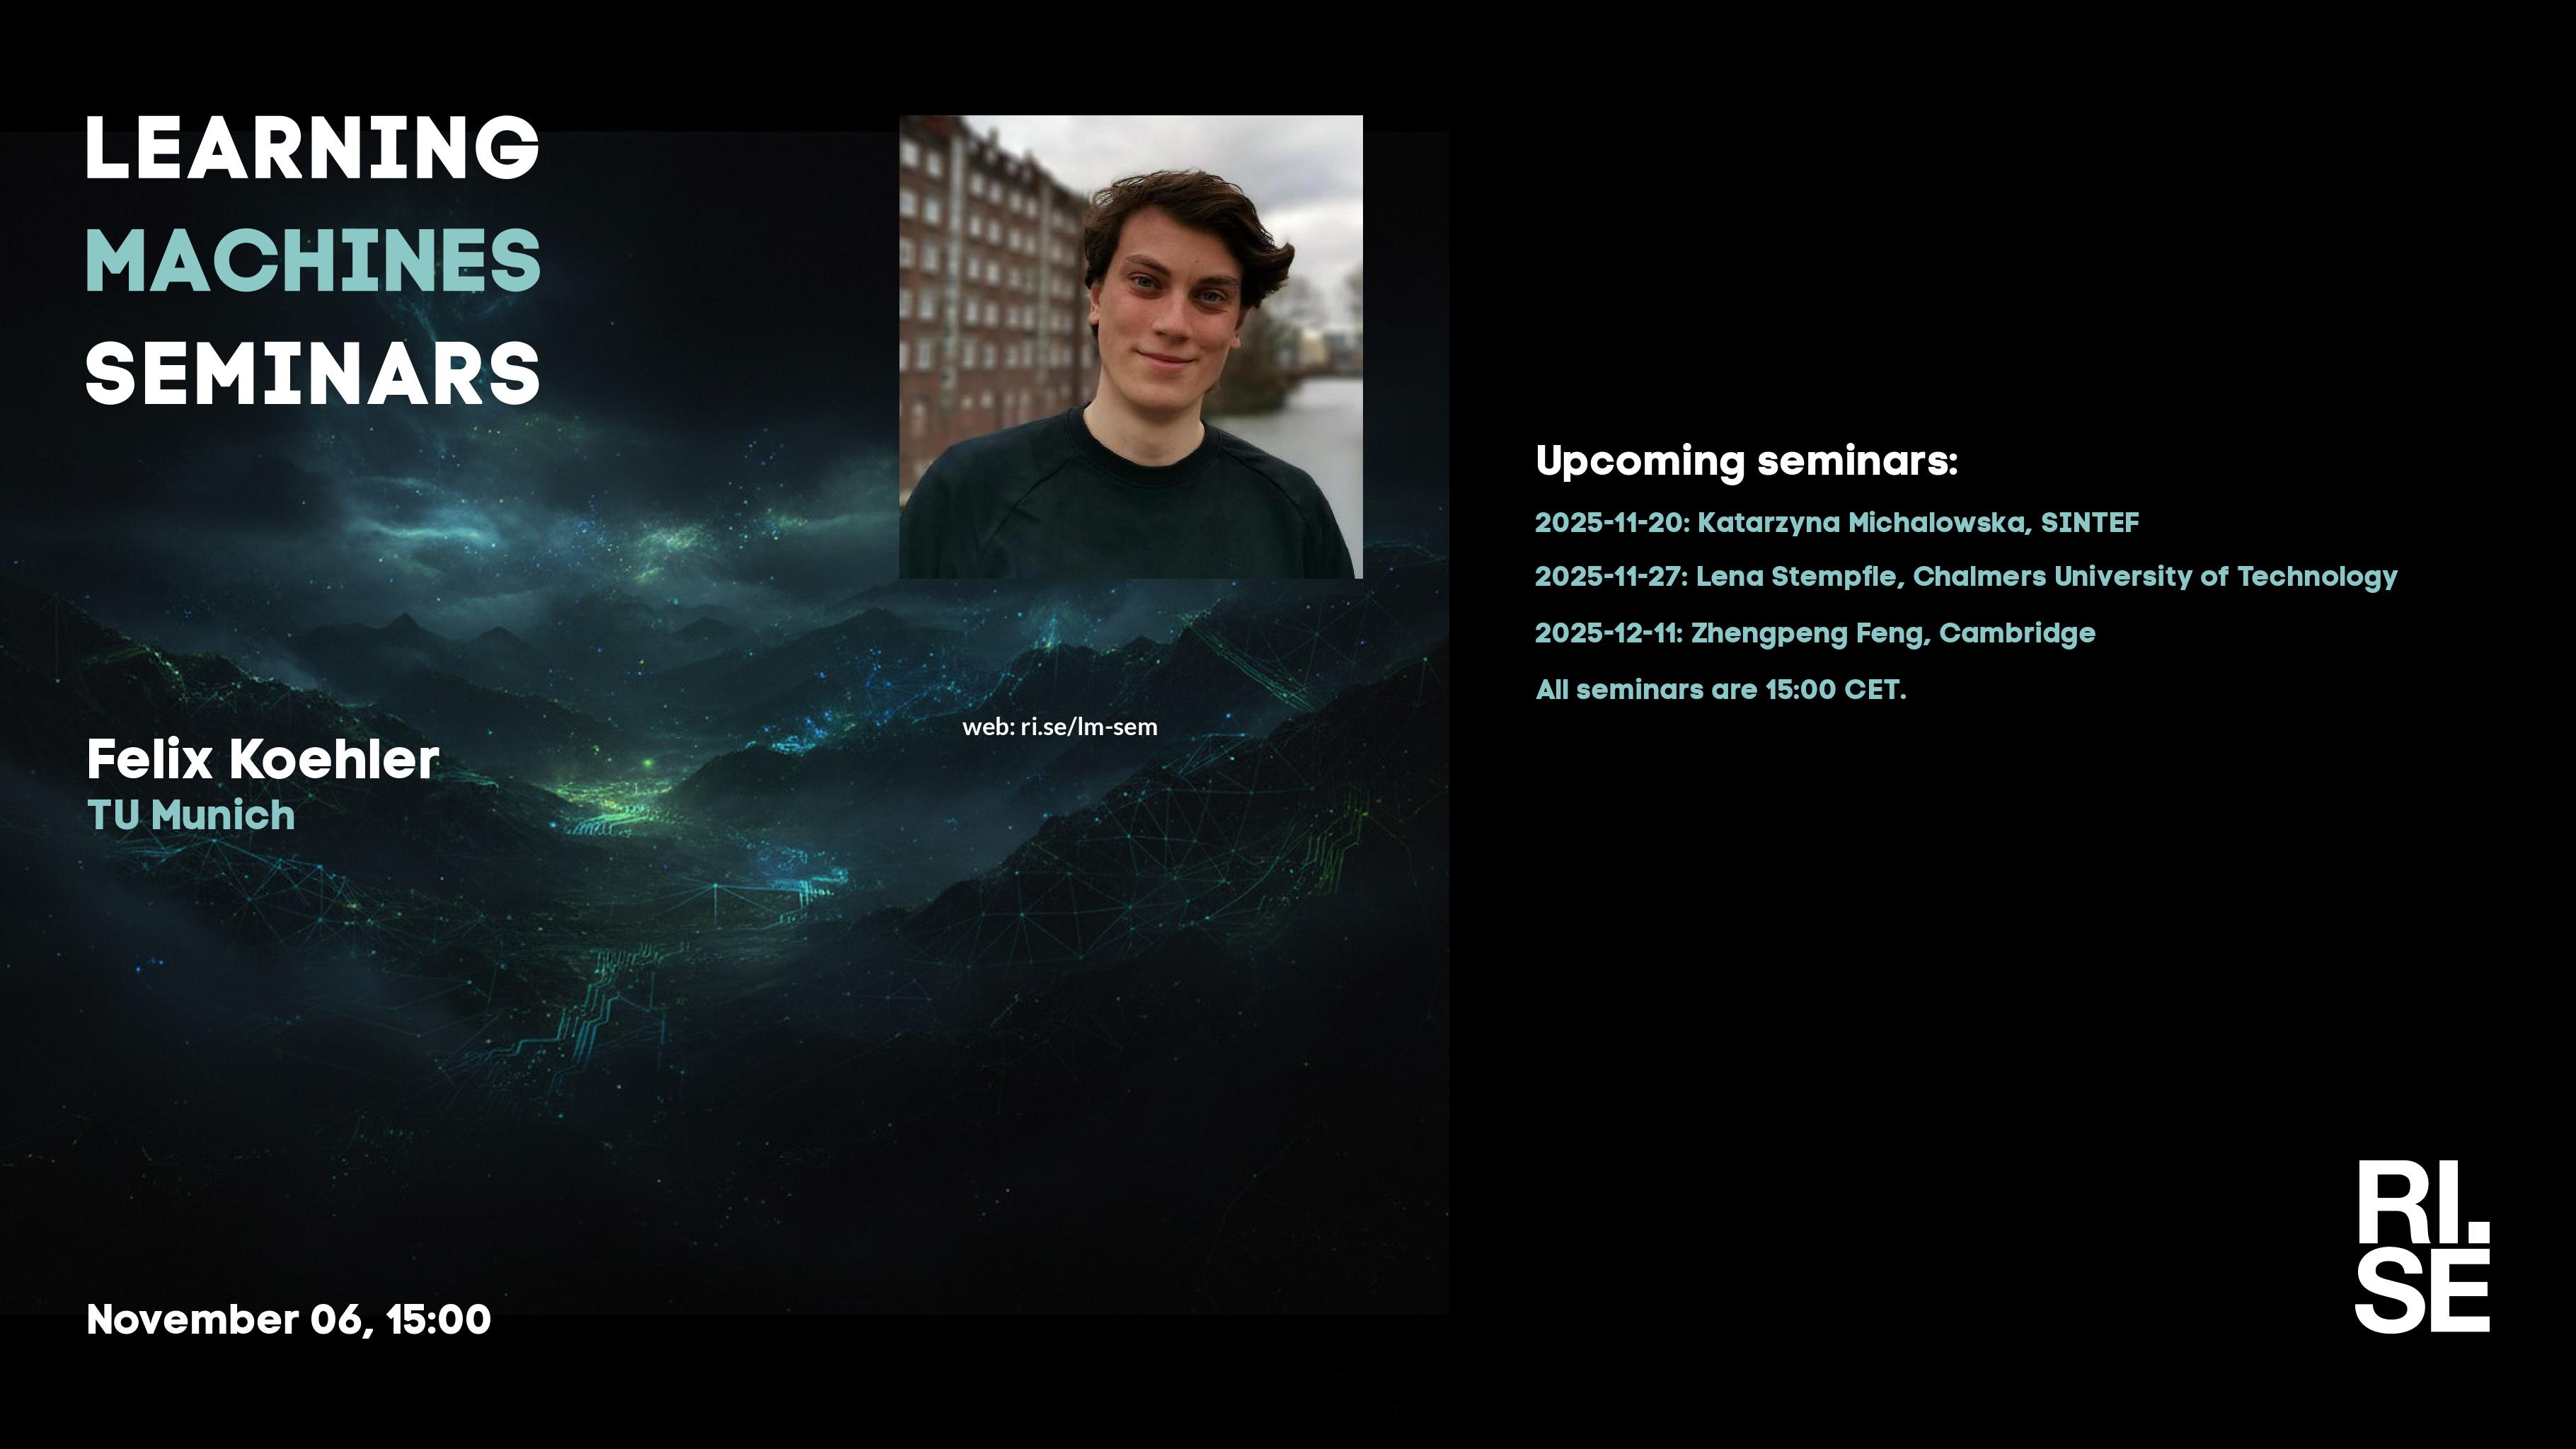 LEARNING
MACHINES
SEMINARS
Felix Koehler
TU Munich
November 06, 15:00
web: ri.se/lm-sem
Upcoming seminars:
2025-11-20: Katarzyna Michalowska, SINTEF
2025-11-27: Lena Stempfle, Chalmers University of Technology
2025-12-11: Zhengpeng Feng, Cambridge
All seminars are 15:00 CET.
RI.
SE